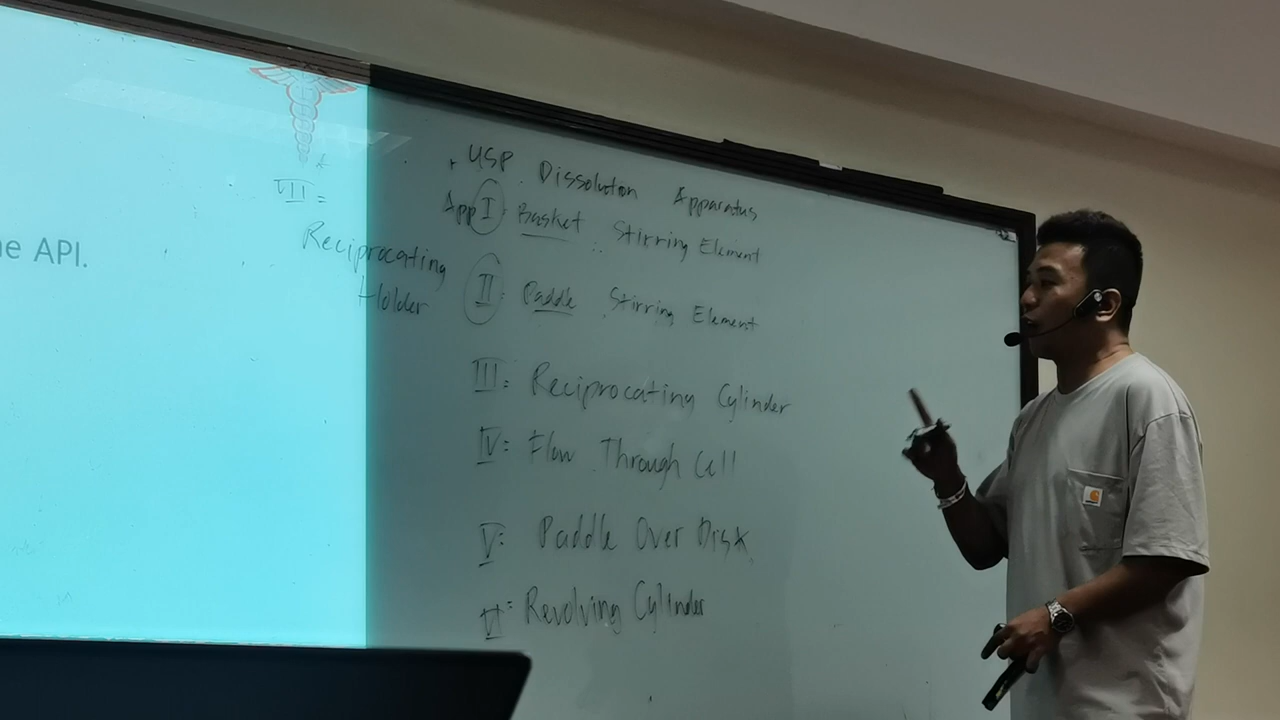 * USP Dissolution Apparatus
App I Basket Stirring Element
II: Paddle Stirring Element
III: Reciprocating Cylinder
IV: Flow Through Cell
V: Paddle Over Disk
VI: Revolving Cylinder
VII =
Reciprocating
Holder
e API.